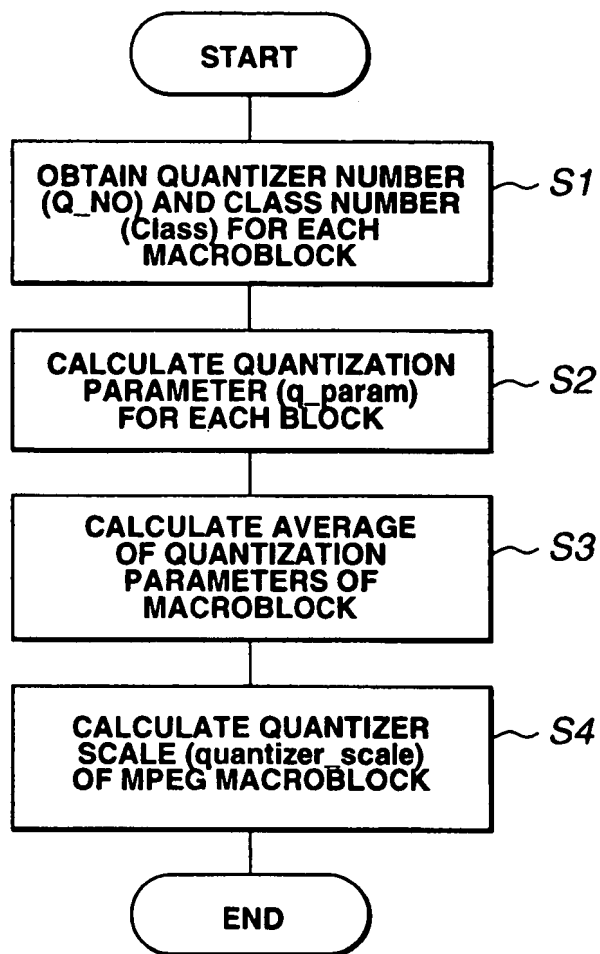 START
OBTAIN QUANTIZER NUMBER
(Q_NO) AND CLASS NUMBER
(Class) FOR EACH
MACROBLOCK
S1
CALCULATE QUANTIZATION
PARAMETER (q_param)
FOR EACH BLOCK
S2
CALCULATE AVERAGE
OF QUANTIZATION
PARAMETERS OF
MACROBLOCK
S3
CALCULATE QUANTIZER
SCALE (quantizer_scale)
OF MPEG MACROBLOCK
S4
END